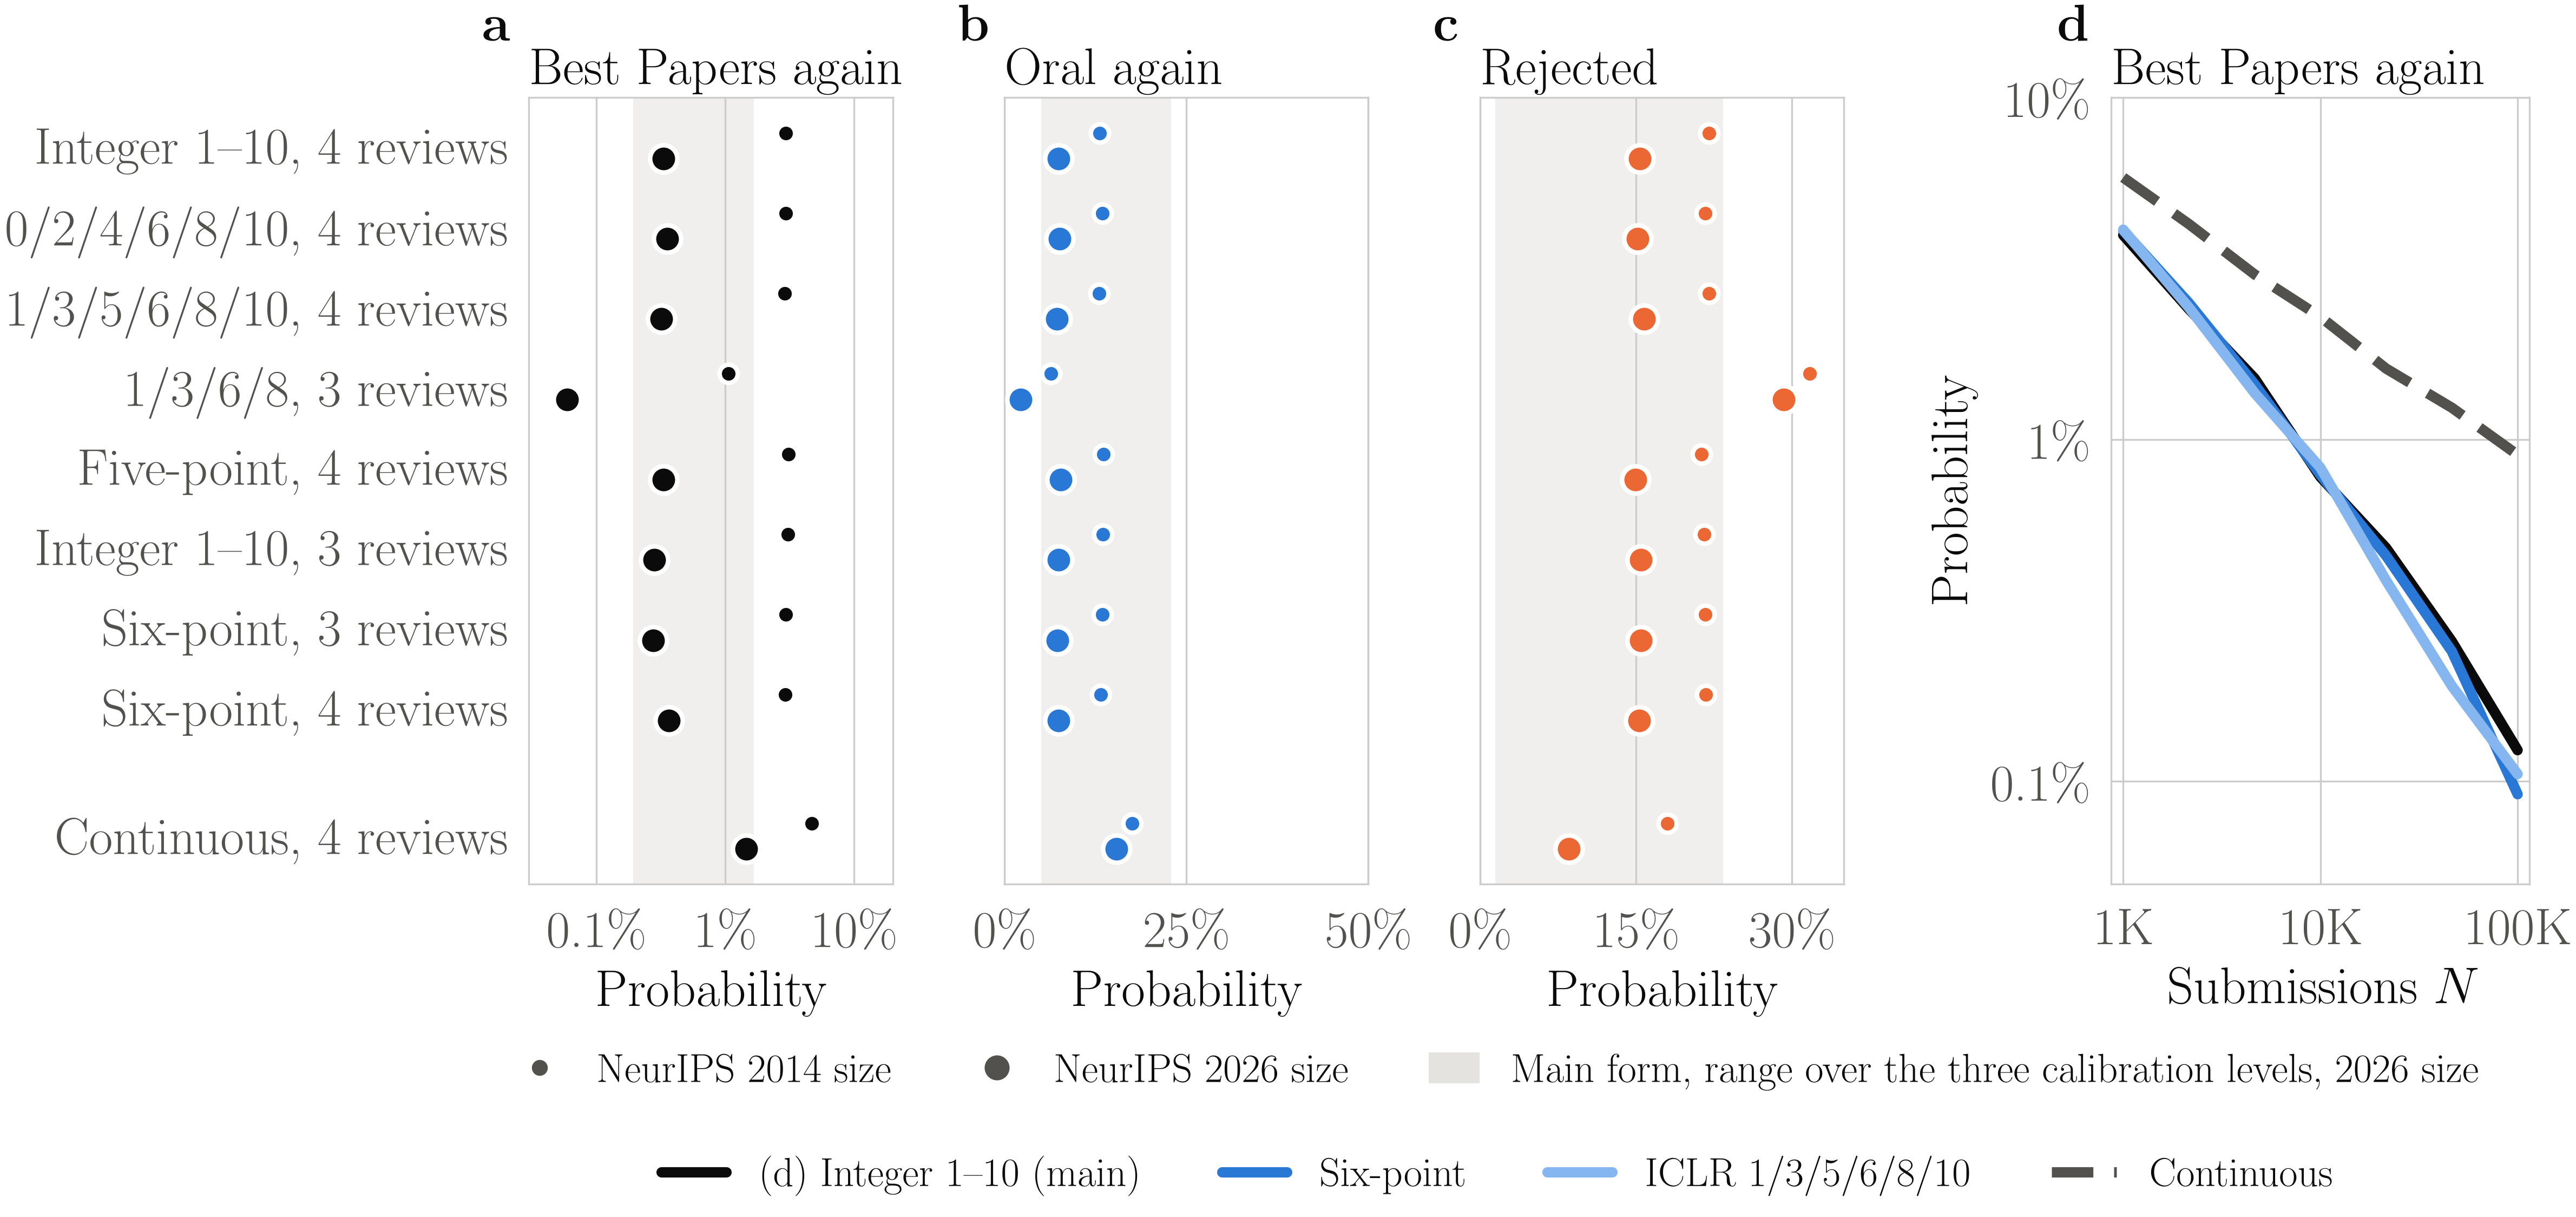 a
Best Papers again
b
Oral again
c
Rejected
d
Best Papers again
Integer 1–10, 4 reviews
0/2/4/6/8/10, 4 reviews
1/3/5/6/8/10, 4 reviews
1/3/6/8, 3 reviews
Five-point, 4 reviews
Integer 1–10, 3 reviews
Six-point, 3 reviews
Six-point, 4 reviews
Continuous, 4 reviews
0.1% 1% 10%
Probability
0% 25% 50%
Probability
0% 15% 30%
Probability
10%
1%
0.1%
Probability
1K 10K 100K
Submissions N
NeurIPS 2014 size
NeurIPS 2026 size
Main form, range over the three calibration levels, 2026 size
(d) Integer 1–10 (main)
Six-point
ICLR 1/3/5/6/8/10
Continuous